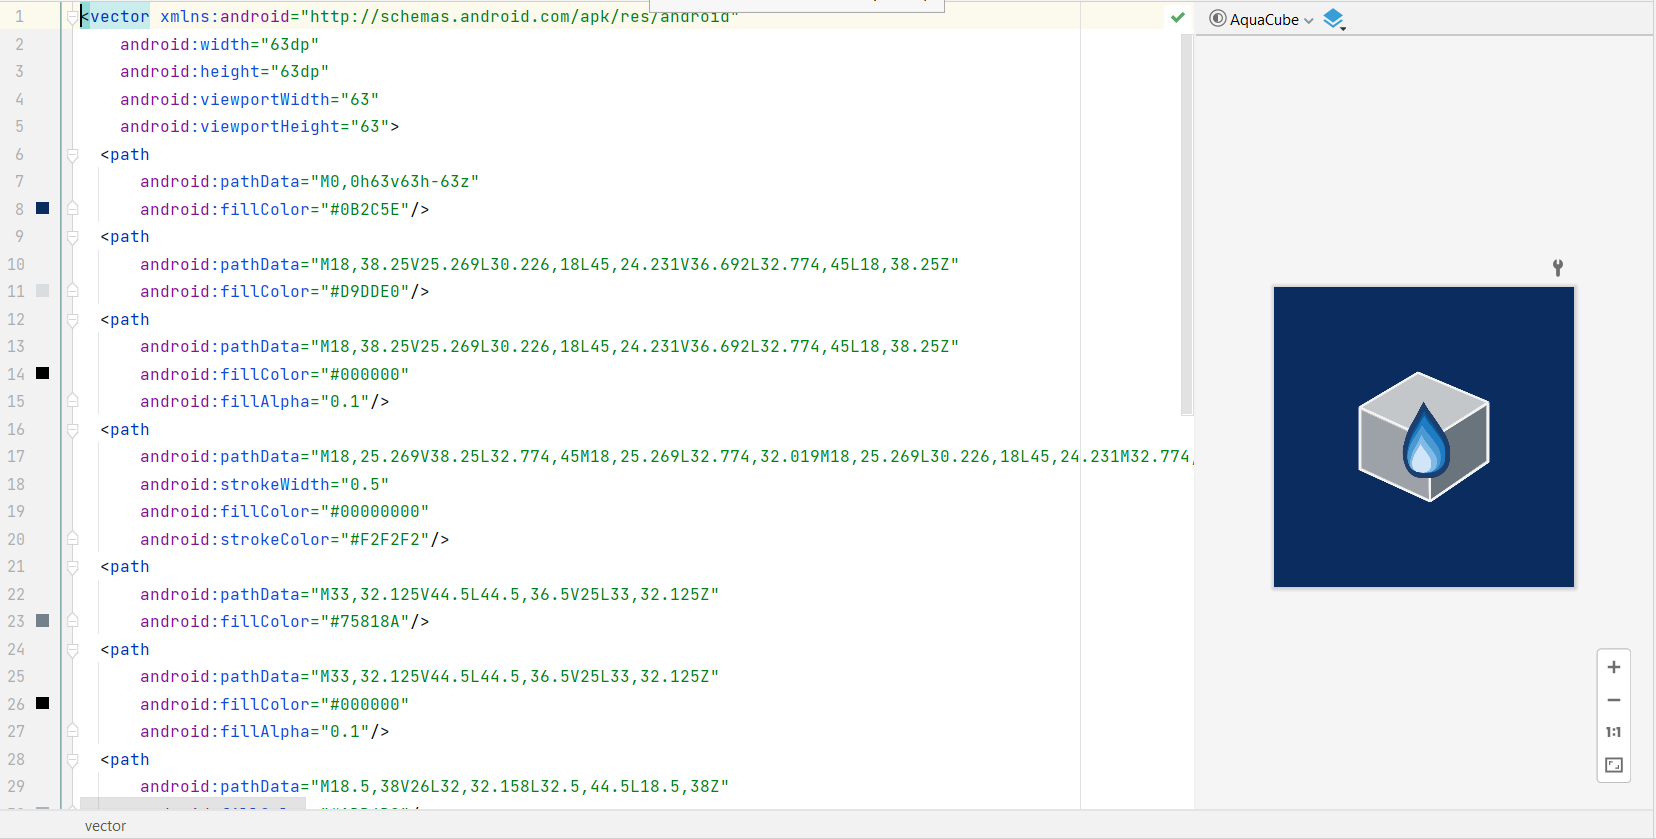 1 <vector xmlns:android="http://schemas.android.com/apk/res/android"
2 android:width="63dp"
3 android:height="63dp"
4 android:viewportWidth="63"
5 android:viewportHeight="63">
6 <path
7 android:pathData="M0,0h63v63h-63z"
8 android:fillColor="#0B2C5E"/>
9 <path
10 android:pathData="M18,38.25V25.269L30.226,18L45,24.231V36.692L32.774,45L18,38.25Z"
11 android:fillColor="#D9DDE0"/>
12 <path
13 android:pathData="M18,38.25V25.269L30.226,18L45,24.231V36.692L32.774,45L18,38.25Z"
14 android:fillColor="#000000"
15 android:fillAlpha="0.1"/>
16 <path
17 android:pathData="M18,25.269V38.25L32.774,45M18,25.269L32.774,32.019M18,25.269L30.226,18L45,24.231M32.774,
18 android:strokeWidth="0.5"
19 android:fillColor="#00000000"
20 android:strokeColor="#F2F2F2"/>
21 <path
22 android:pathData="M33,32.125V44.5L44.5,36.5V25L33,32.125Z"
23 android:fillColor="#75818A"/>
24 <path
25 android:pathData="M33,32.125V44.5L44.5,36.5V25L33,32.125Z"
26 android:fillColor="#000000"
27 android:fillAlpha="0.1"/>
28 <path
29 android:pathData="M18.5,38V26L32,32.158L32.5,44.5L18.5,38Z"
vector
AquaCube
1:1